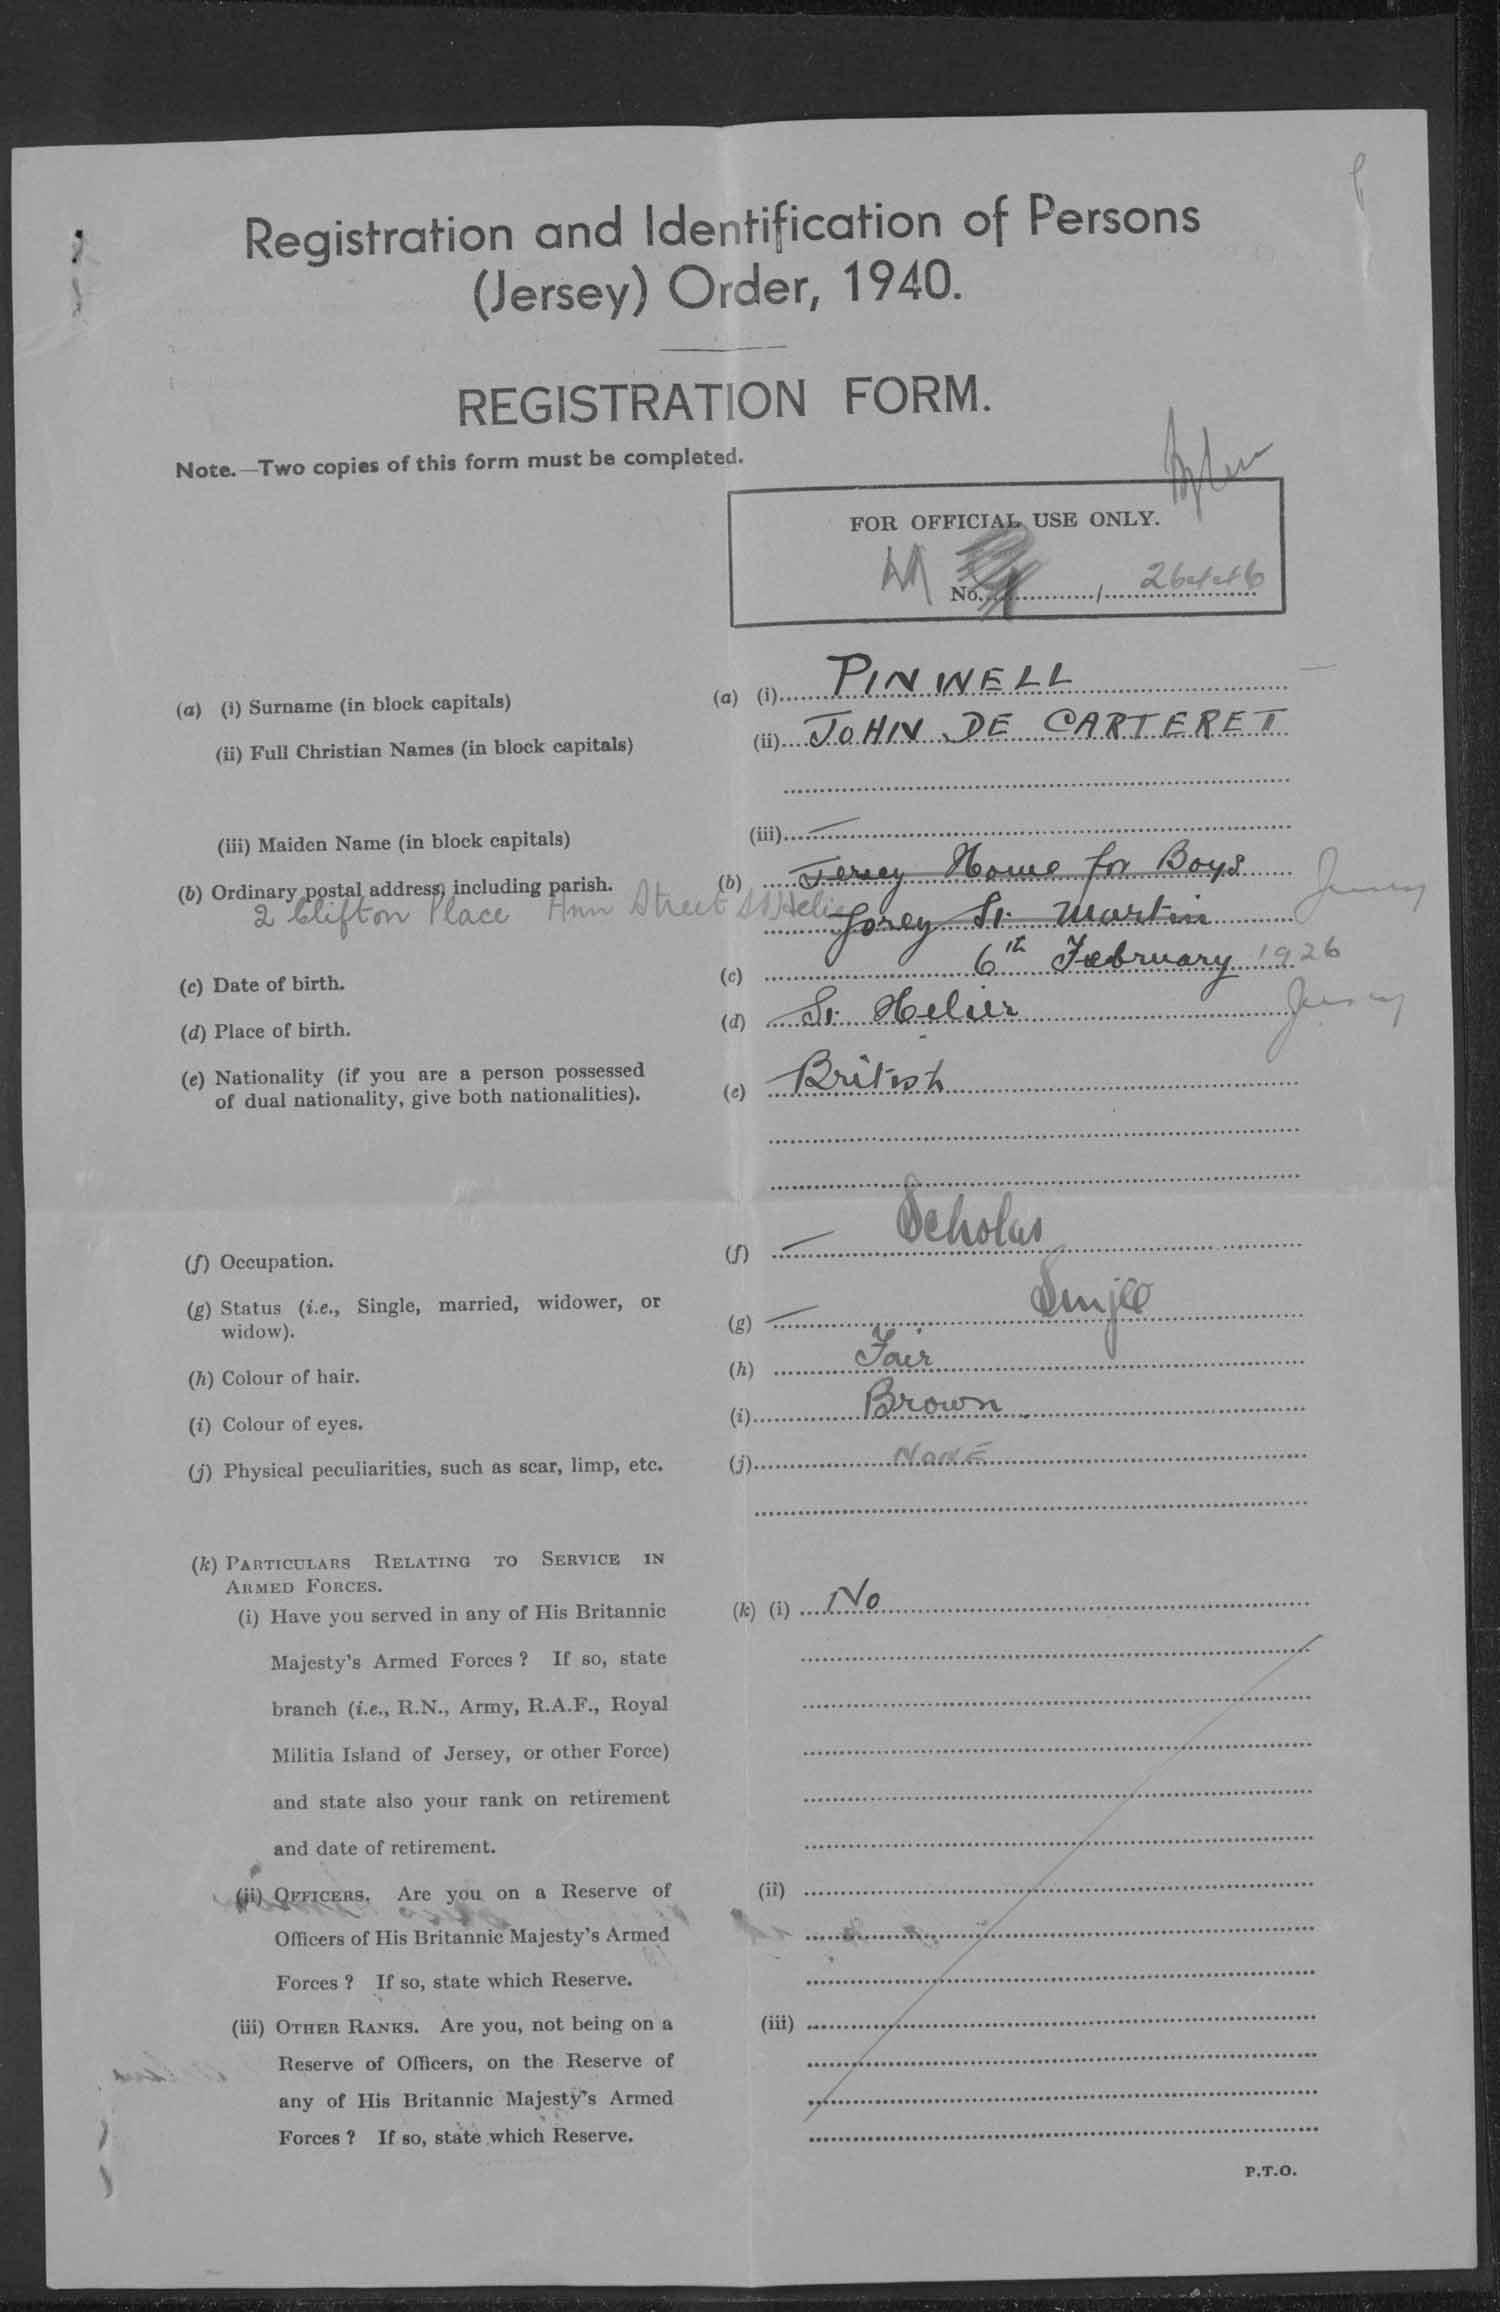 Registration and Identification of Persons
(Jersey) Order, 1940.
REGISTRATION FORM.
Note.—Two copies of this form must be completed.
FOR OFFICIAL USE ONLY.
No. / 26446
(a) (i) Surname (in block capitals) (a) (i) PINWELL
(ii) Full Christian Names (in block capitals) (ii) JOHN DE CARTERET
(iii) Maiden Name (in block capitals) (iii) —
(b) Ordinary postal address, including parish. (b) Jersey Home for Boys Jersey
2 Clifton Place Ann Street St Helier Gorey St. Martin
(c) Date of birth. (c) 6th February 1926
(d) Place of birth. (d) St. Helier Jersey
(e) Nationality (if you are a person possessed
of dual nationality, give both nationalities). (e) British
(f) Occupation. (f) — Scholar
(g) Status (i.e., Single, married, widower, or
widow). (g) — Single
(h) Colour of hair. (h) Fair
(i) Colour of eyes. (i) Brown
(j) Physical peculiarities, such as scar, limp, etc. (j) NONE
(k) PARTICULARS RELATING TO SERVICE IN
ARMED FORCES.
(i) Have you served in any of His Britannic (k) (i) No
Majesty's Armed Forces? If so, state
branch (i.e., R.N., Army, R.A.F., Royal
Militia Island of Jersey, or other Force)
and state also your rank on retirement
and date of retirement.
(ii) OFFICERS. Are you on a Reserve of (ii)
Officers of His Britannic Majesty's Armed
Forces? If so, state which Reserve.
(iii) OTHER RANKS. Are you, not being on a (iii)
Reserve of Officers, on the Reserve of
any of His Britannic Majesty's Armed
Forces? If so, state which Reserve.
P.T.O.